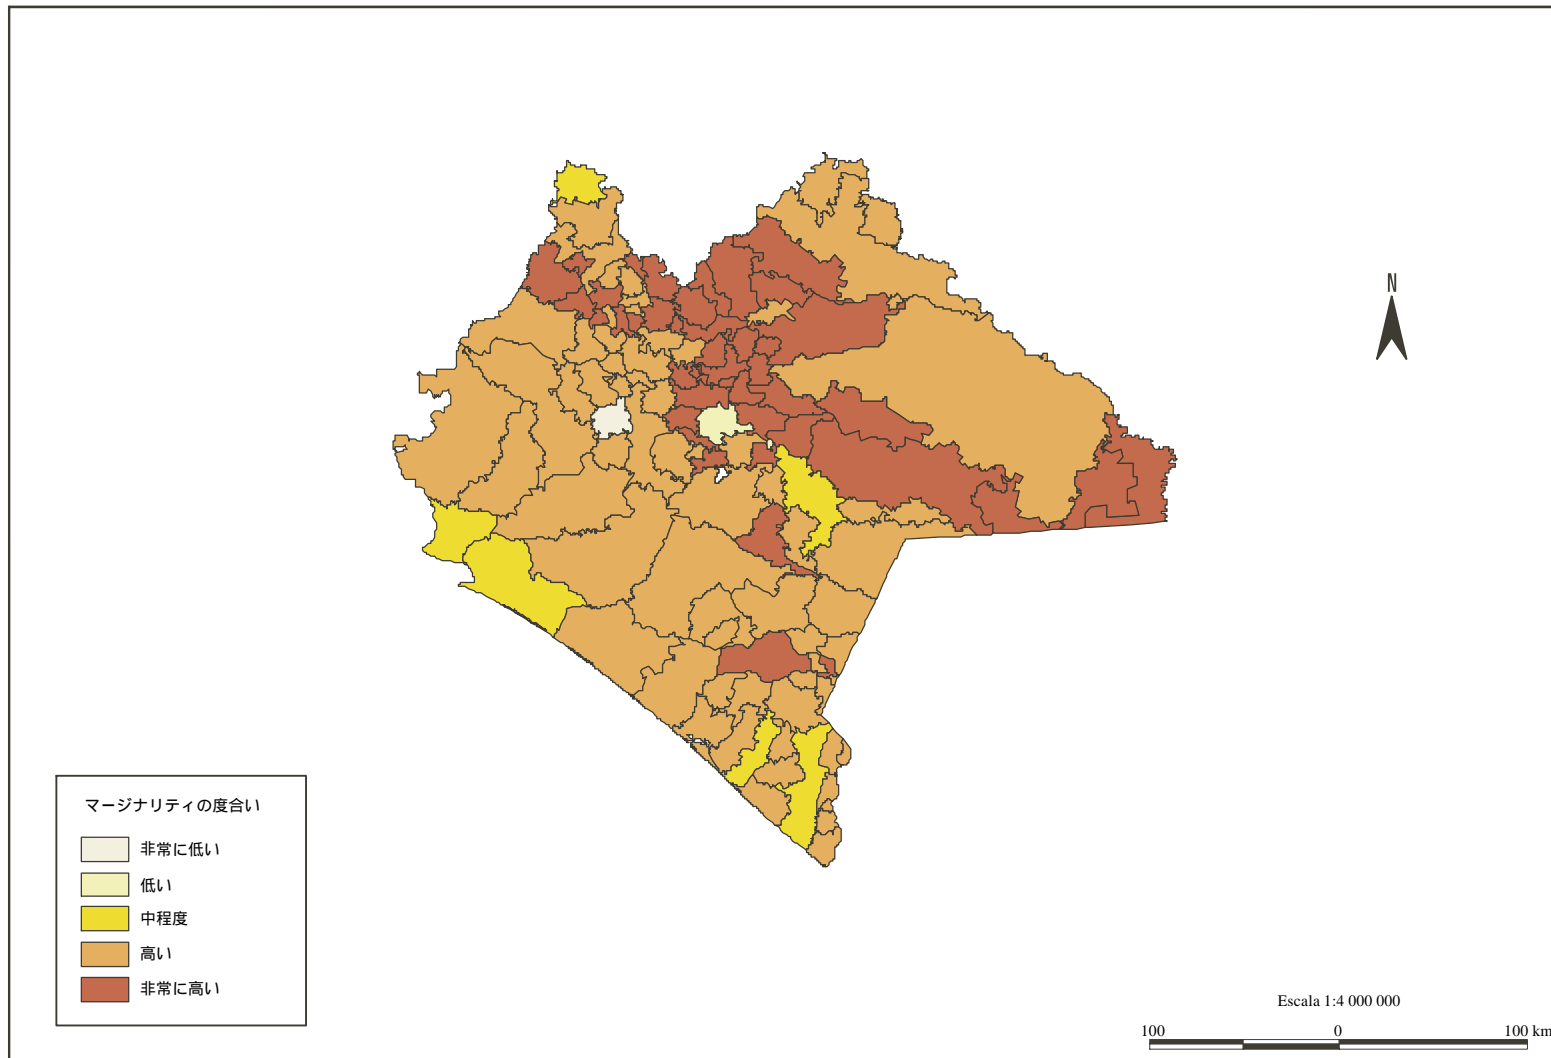 N
マージナリティの度合い
非常に低い
低い
中程度
高い
非常に高い
Escala 1:4 000 000
100 0 100 km